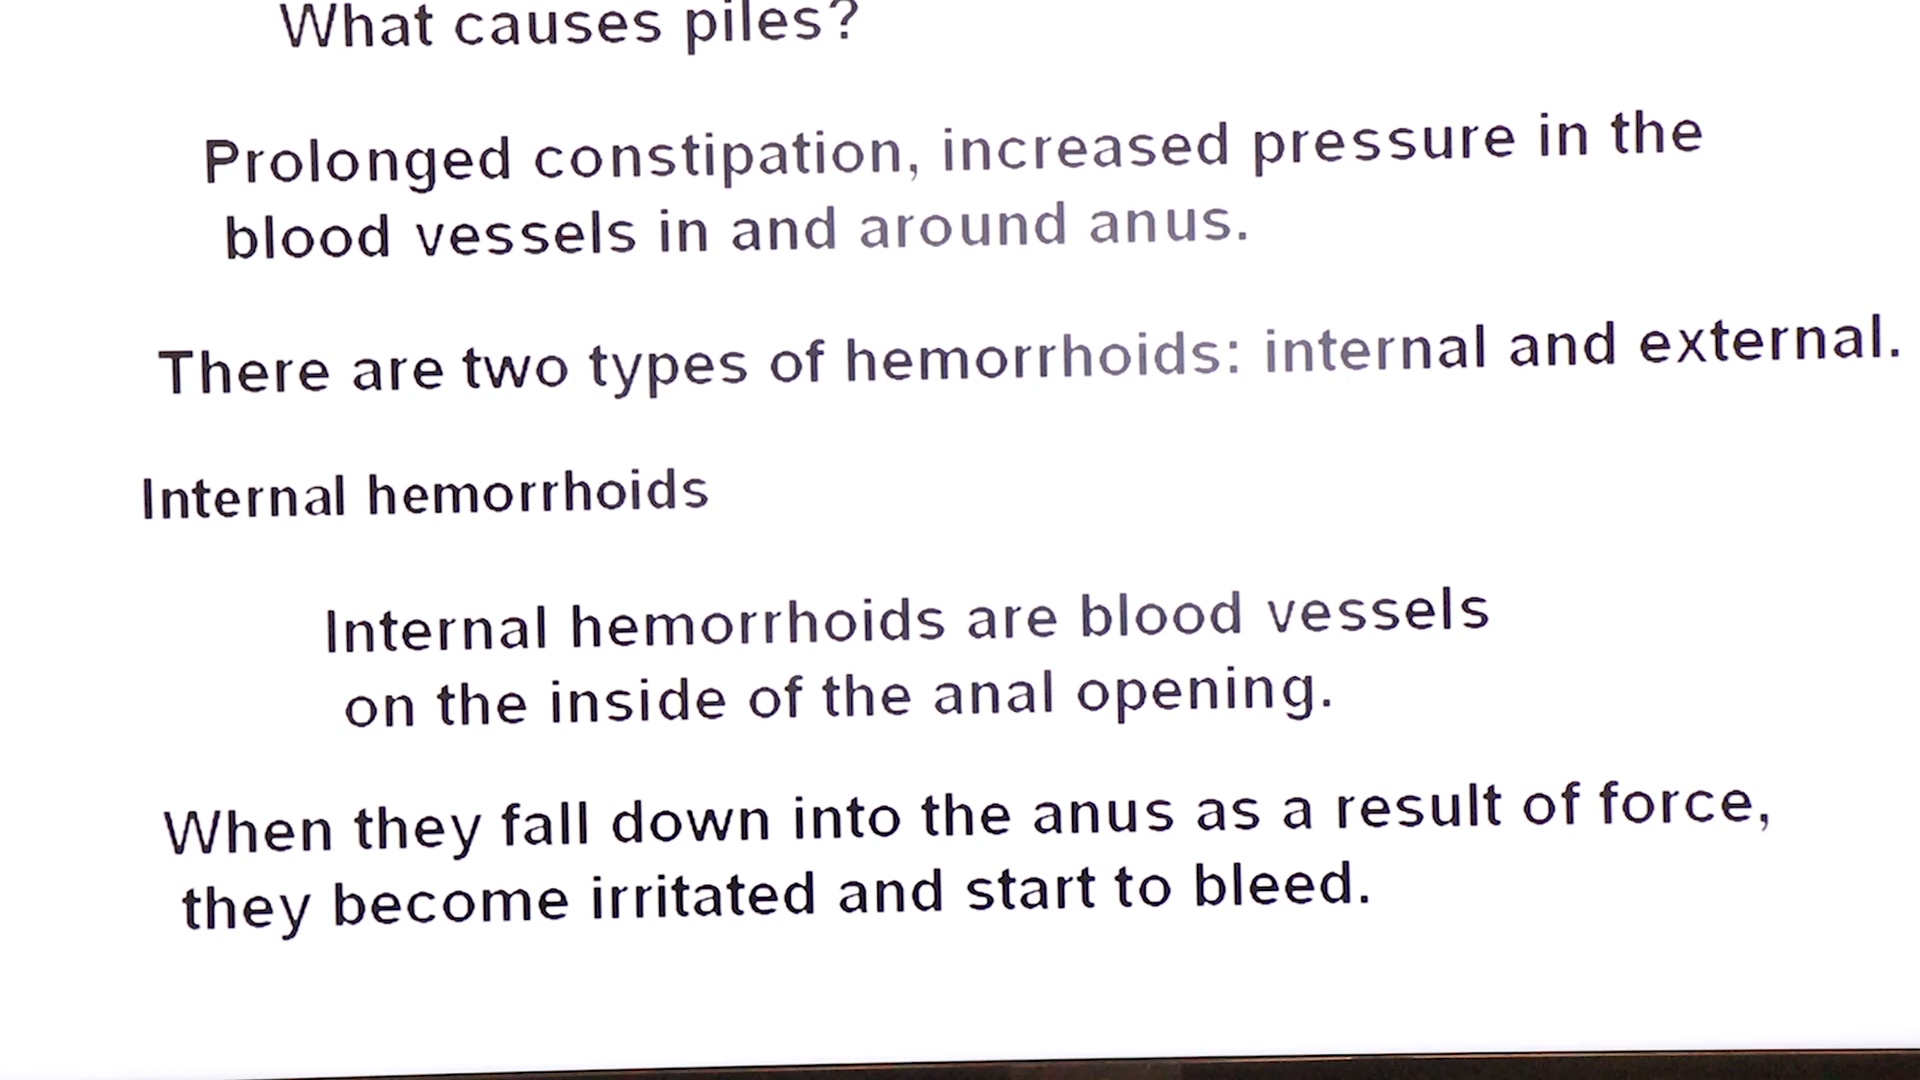 What causes piles?
Prolonged constipation, increased pressure in the
blood vessels in and around anus.
There are two types of hemorrhoids: internal and external.
Internal hemorrhoids
Internal hemorrhoids are blood vessels
on the inside of the anal opening.
When they fall down into the anus as a result of force,
they become irritated and start to bleed.